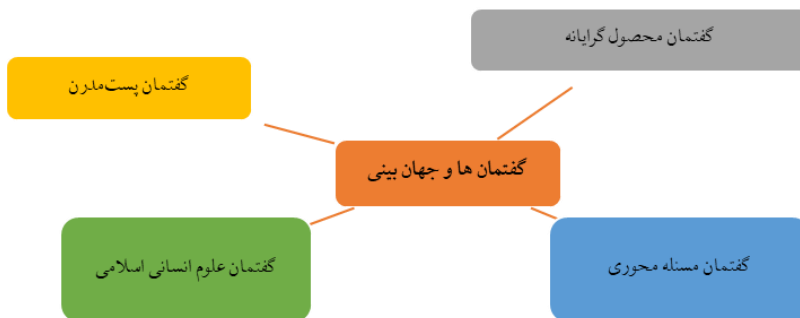 گفتمان محصول گرایانه
گفتمان پست‌مدرن
گفتمان ها و جهان بینی
گفتمان مسئله محوری
گفتمان علوم انسانی اسلامی